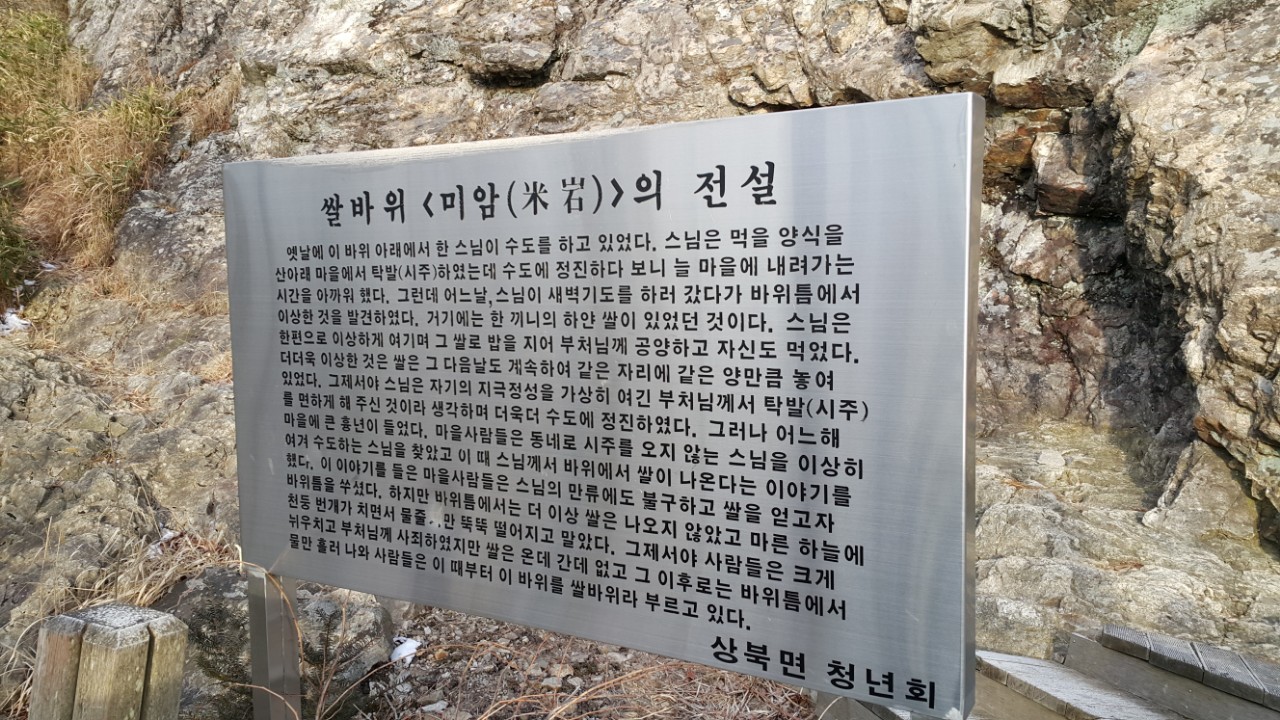 쌀바위 <미암(米岩)>의 전설
옛날에 이 바위 아래에서 한 스님이 수도를 하고 있었다. 스님은 먹을 양식을
산아래 마을에서 탁발(시주)하였는데 수도에 정진하다 보니 늘 마을에 내려가는
시간을 아까워 했다. 그런데 어느날,스님이 새벽기도를 하러 갔다가 바위틈에서
이상한 것을 발견하였다. 거기에는 한 끼니의 하얀 쌀이 있었던 것이다. 스님은
한편으로 이상하게 여기며 그 쌀로 밥을 지어 부처님께 공양하고 자신도 먹었다.
더더욱 이상한 것은 쌀은 그 다음날도 계속하여 같은 자리에 같은 양만큼 놓여
있었다. 그제서야 스님은 자기의 지극정성을 가상히 여긴 부처님께서 탁발(시주)
를 면하게 해 주신 것이라 생각하며 더욱더 수도에 정진하였다. 그러나 어느해
마을에 큰 흉년이 들었다. 마을사람들은 동네로 시주를 오지 않는 스님을 이상히
여겨 수도하는 스님을 찾았고 이 때 스님께서 바위에서 쌀이 나온다는 이야기를
했다. 이 이야기를 들은 마을사람들은 스님의 만류에도 불구하고 쌀을 얻고자
바위틈을 쑤셨다. 하지만 바위틈에서는 더 이상 쌀은 나오지 않았고 마른 하늘에
천둥 번개가 치면서 뚝뚝 떨어지고 말았다. 그제서야 사람들은 크게
뉘우치고 부처님께 사죄하였지만 쌀은 온데 간데 없고 그 이후로는 바위틈에서
물만 흘러 나와 사람들은 이 때부터 이 바위를 쌀바위라 부르고 있다.
상북면 청년회